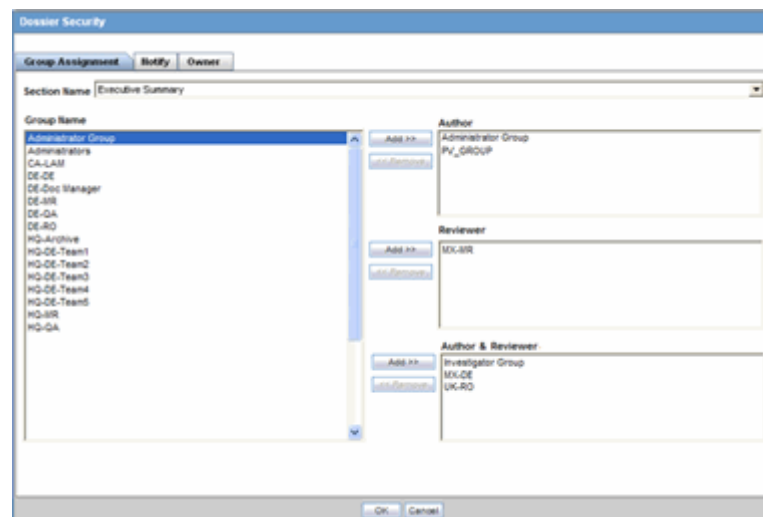 Dossier Security
Group Assignment Notify Owner
Section Name Executive Summary
Group Name
Administrator Group
Administrators
CA-LAM
DE-DE
DE-Doc Manager
DE-MR
DE-QA
DE-RO
HQ-Archive
HQ-DE-Team1
HQ-DE-Team2
HQ-DE-Team3
HQ-DE-Team4
HQ-DE-Team5
HQ-MR
HQ-QA
Add >>
<< Remove
Author
Administrator Group
PV_GROUP
Add >>
<< Remove
Reviewer
MX-MR
Add >>
<< Remove
Author & Reviewer
Investigator Group
MX-DE
UK-RO
OK Cancel